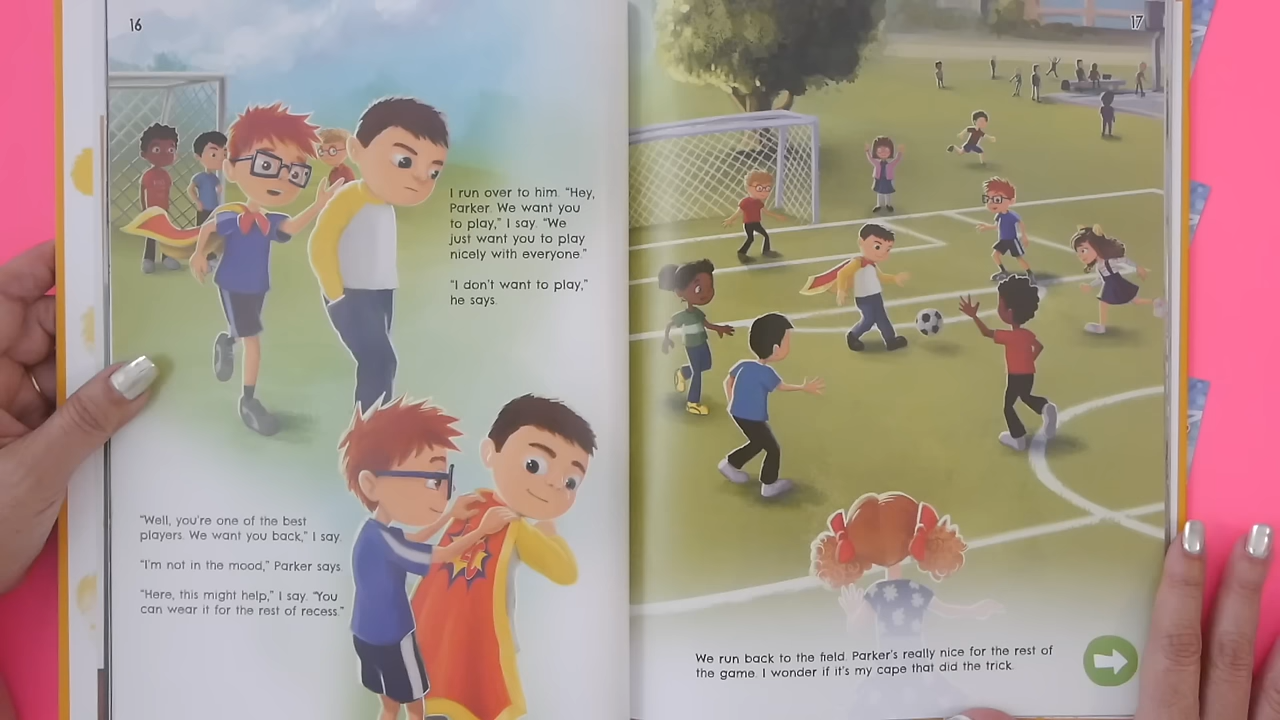 16
I run over to him. "Hey,
Parker. We want you
to play," I say. "We
just want you to play
nicely with everyone."
"I don't want to play,"
he says.
"Well, you're one of the best
players. We want you back," I say.
"I'm not in the mood," Parker says.
"Here, this might help," I say. "You
can wear it for the rest of recess."
17
We run back to the field. Parker's really nice for the rest of
the game. I wonder if it's my cape that did the trick.